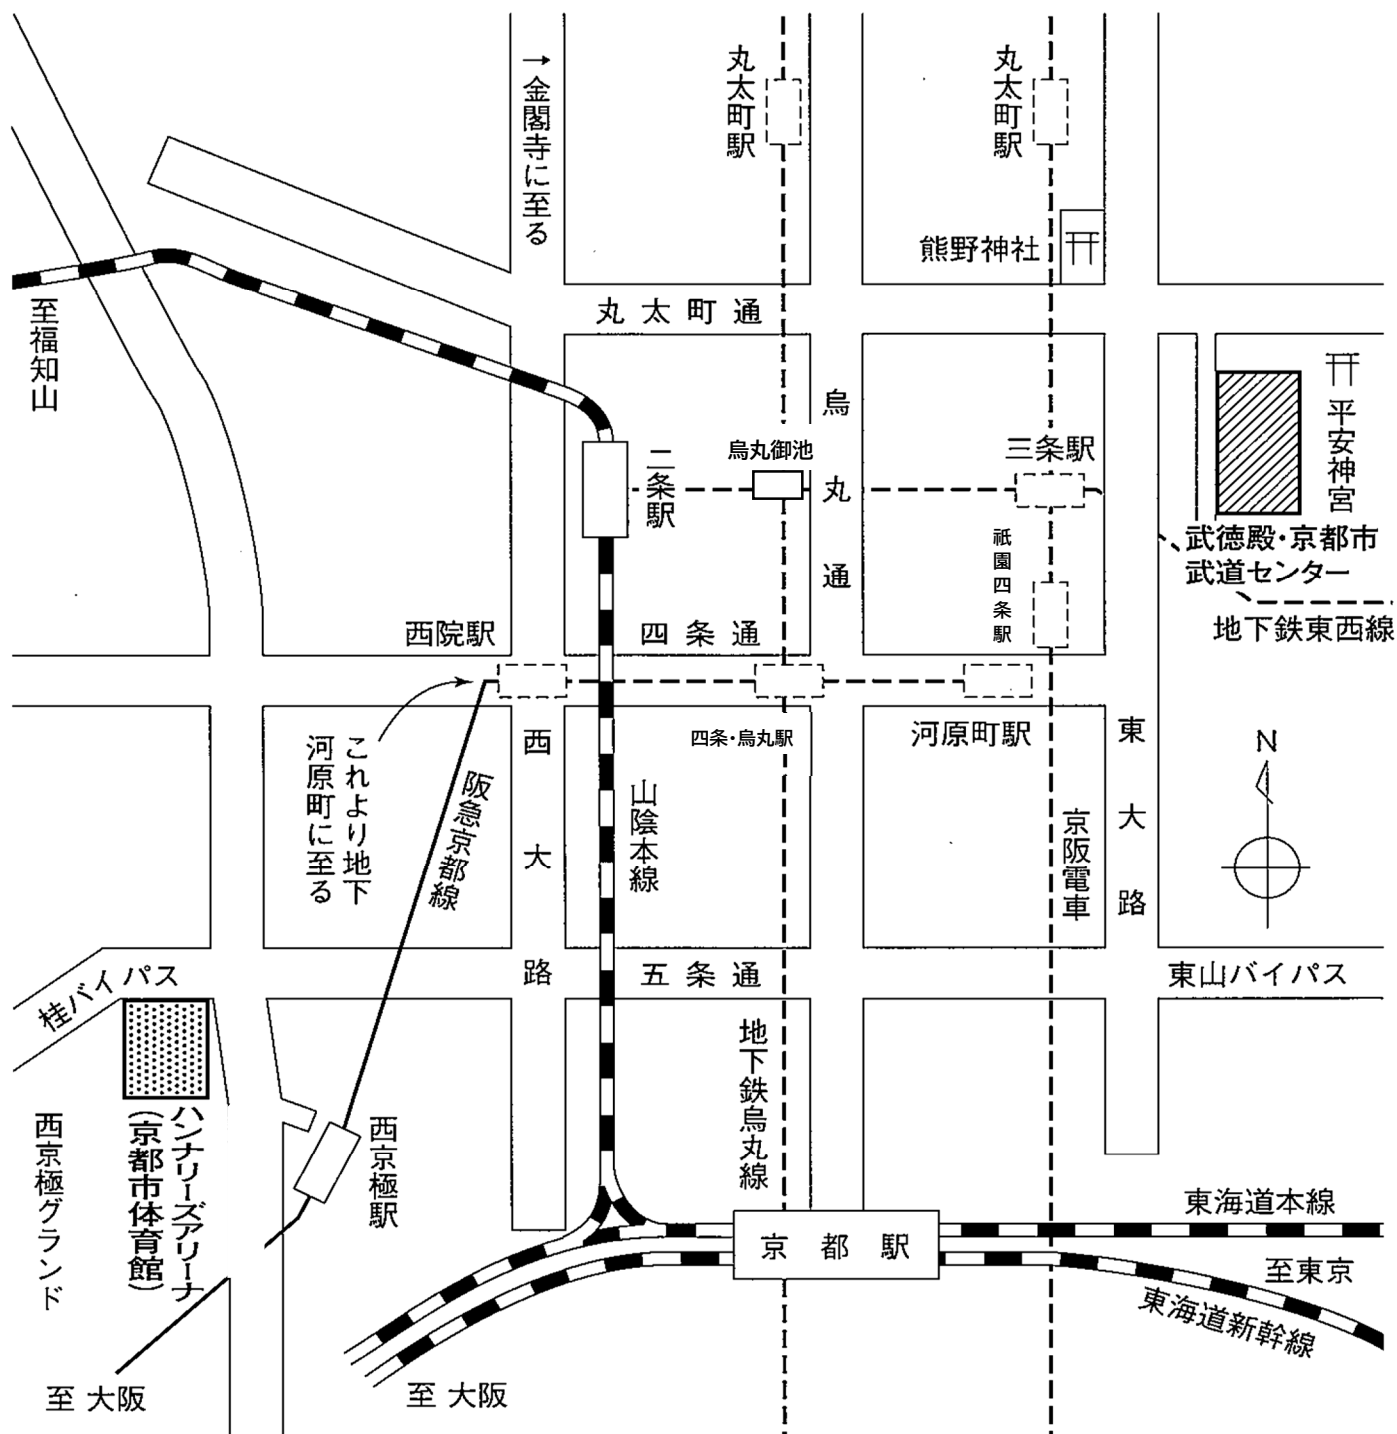 →金閣寺に至る
丸太町駅
丸太町駅
熊野神社
至福知山
丸太町通
烏丸通
平安神宮
二条駅
烏丸御池
三条駅
武徳殿・京都市
武道センター
祇園四条駅
地下鉄東西線
西院駅
四条通
これより地下
河原町に至る
阪急京都線
西大路
山陰本線
四条・烏丸駅
河原町駅
京阪電車
東大路
N
桂バイパス
五条通
東山バイパス
西京極グランド
ハンナリーズアリーナ
(京都市体育館)
西京極駅
地下鉄烏丸線
京都駅
東海道本線
至東京
東海道新幹線
至 大阪
至 大阪